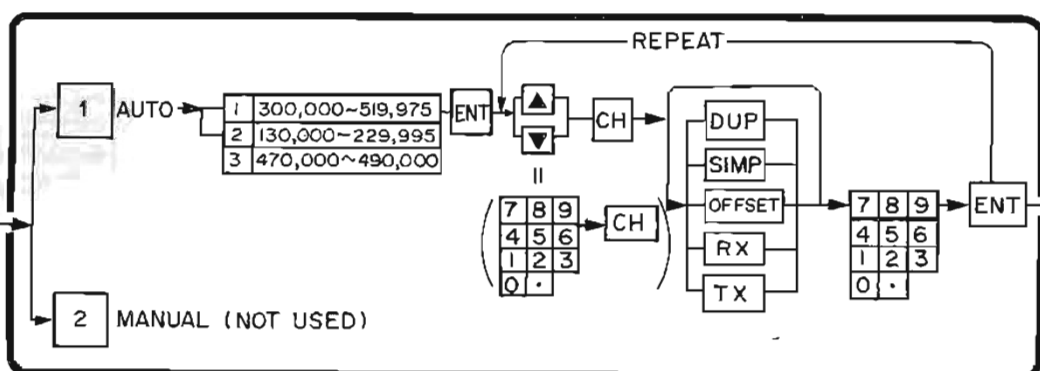 REPEAT
1 AUTO
1 300,000~519,975
2 130,000~229,995
3 470,000~490,000
ENT
▲
▼
CH
=
( 7 8 9
4 5 6
1 2 3
0 ·
CH )
DUP
SIMP
OFFSET
RX
TX
7 8 9
4 5 6
1 2 3
0 ·
ENT
2 MANUAL (NOT USED)